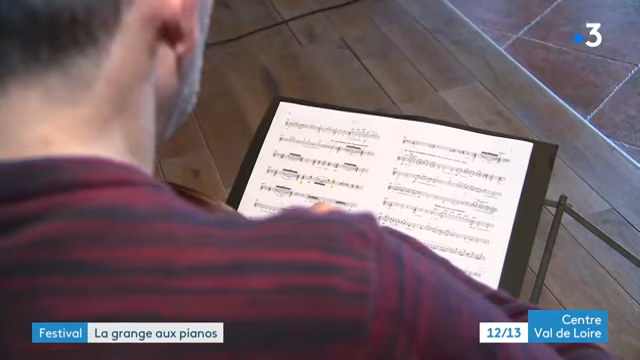 3
Festival La grange aux pianos
12/13
Centre
Val de Loire